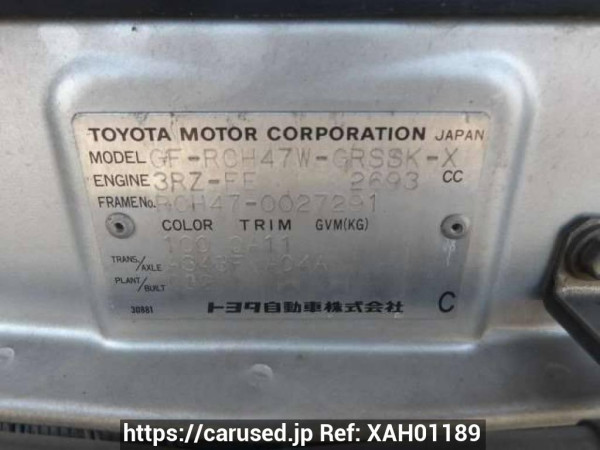 TOYOTA MOTOR CORPORATION JAPAN
MODEL GF-RCH47W-GRSSK-X
ENGINE 3RZ-FE 2693 CC
FRAME No. RCH47-0027291
COLOR TRIM GVM(KG)
TRANS./AXLE
PLANT/BUILT
30881 トヨタ自動車株式会社 C
https://carused.jp Ref: XAH01189